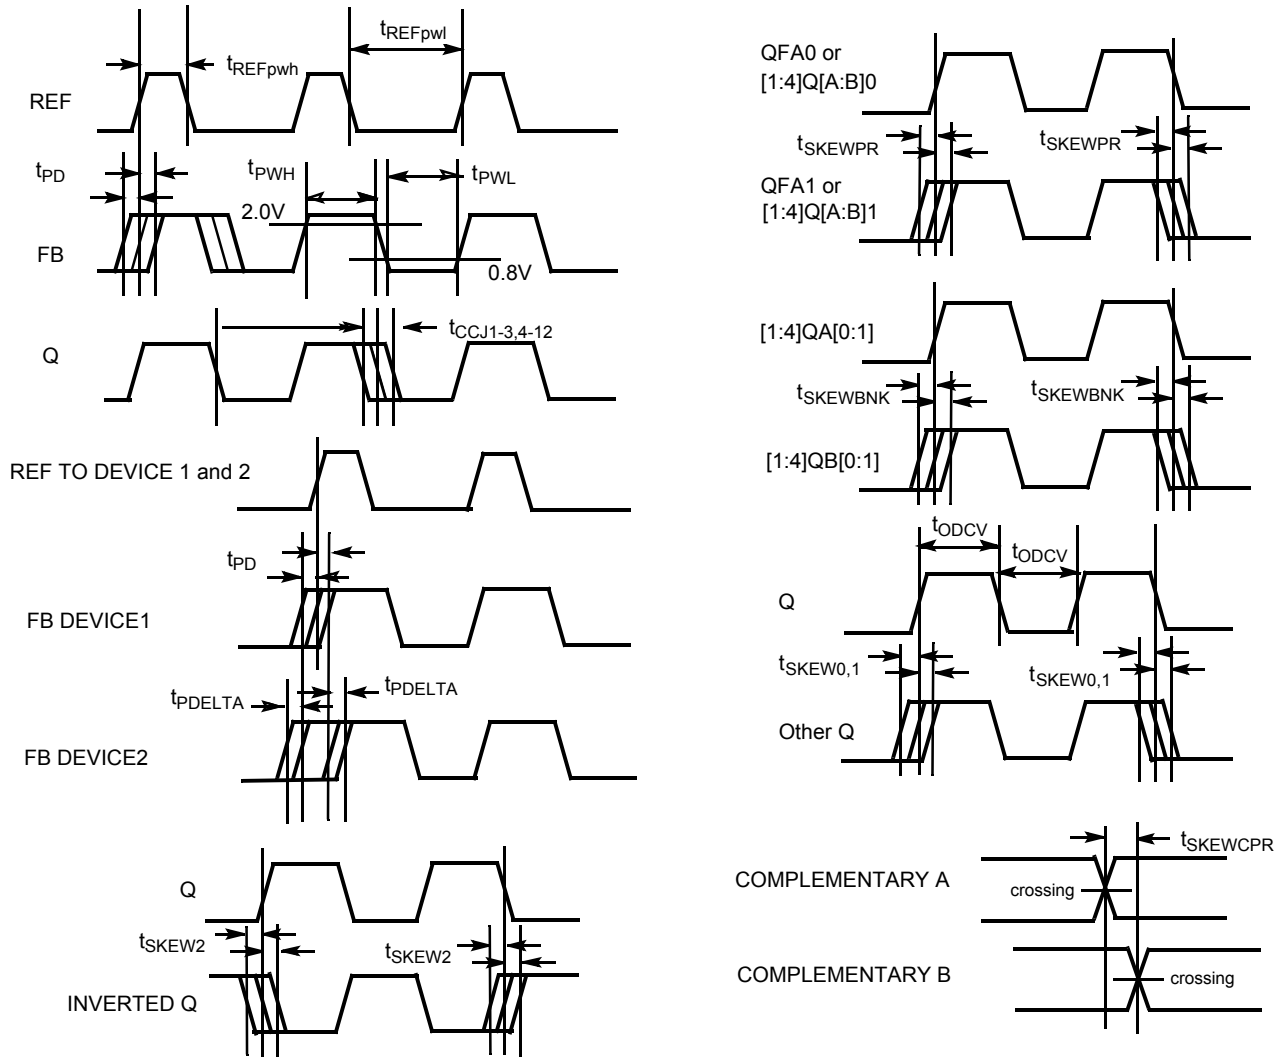 tREFpwh
tREFpwl
REF
tPD
tPWH
tPWL
2.0V
FB
0.8V
tCCJ1-3,4-12
Q
REF TO DEVICE 1 and 2
tPD
FB DEVICE1
tPDELTA
tPDELTA
FB DEVICE2
Q
tSKEW2
tSKEW2
INVERTED Q
QFA0 or
[1:4]Q[A:B]0
tSKEWPR
tSKEWPR
QFA1 or
[1:4]Q[A:B]1
[1:4]QA[0:1]
tSKEWBNK
tSKEWBNK
[1:4]QB[0:1]
tODCV
tODCV
Q
tSKEW0,1
tSKEW0,1
Other Q
tSKEWCPR
COMPLEMENTARY A
crossing
COMPLEMENTARY B
crossing